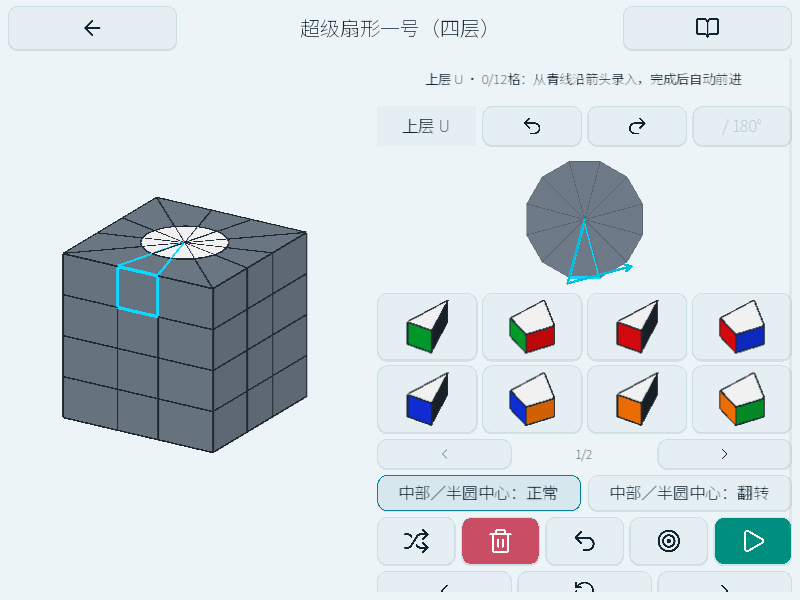 超级扇形一号（四层）
上层 U · 0/12格：从青线沿箭头录入，完成后自动前进
上层 U
/ 180°
1/2
中部／半圆中心：正常
中部／半圆中心：翻转